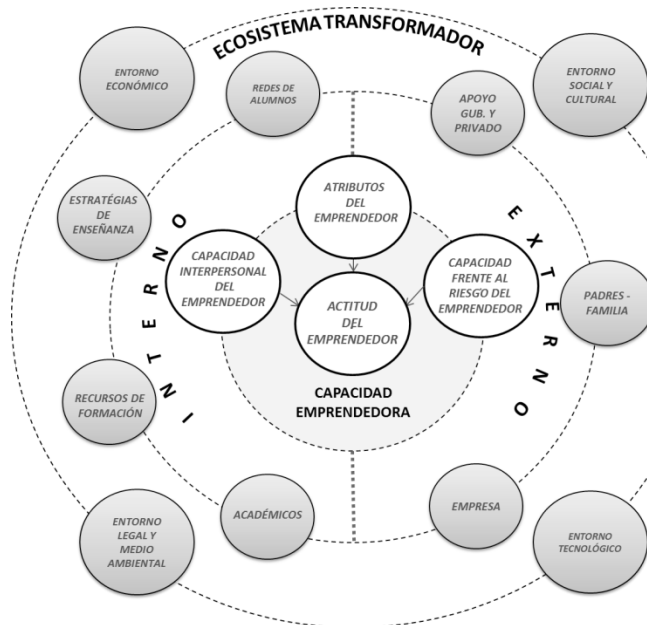 ECOSISTEMA TRANSFORMADOR
ENTORNO
ECONÓMICO
REDES DE
ALUMNOS
APOYO
GUB. Y
PRIVADO
ENTORNO
SOCIAL Y
CULTURAL
ESTRATÉGIAS
DE
ENSEÑANZA
INTERNO
ATRIBUTOS
DEL
EMPRENDEDOR
EXTERNO
CAPACIDAD
INTERPERSONAL
DEL
EMPRENDEDOR
CAPACIDAD
FRENTE AL
RIESGO DEL
EMPRENDEDOR
ACTITUD
DEL
EMPRENDEDOR
PADRES -
FAMILIA
CAPACIDAD
EMPRENDEDORA
RECURSOS DE
FORMACIÓN
ACADÉMICOS
EMPRESA
ENTORNO
LEGAL Y
MEDIO
AMBIENTAL
ENTORNO
TECNOLÓGICO